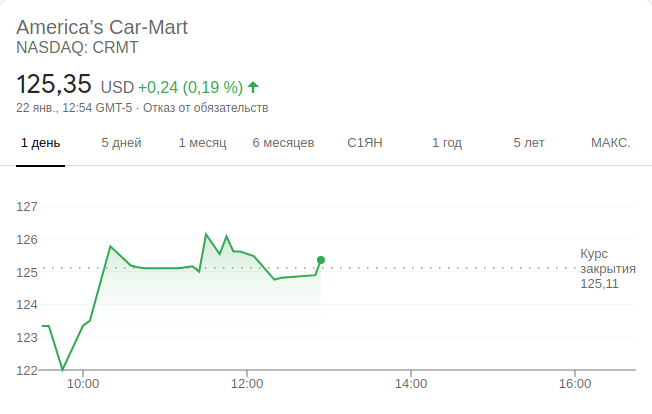 America's Car-Mart
NASDAQ: CRMT
125,35 USD +0,24 (0,19 %)
22 янв., 12:54 GMT-5 · Отказ от обязательств
1 день 5 дней 1 месяц 6 месяцев С1ЯН 1 год 5 лет МАКС.
127
126
125
124
123
122
Курс
закрытия
125,11
10:00 12:00 14:00 16:00